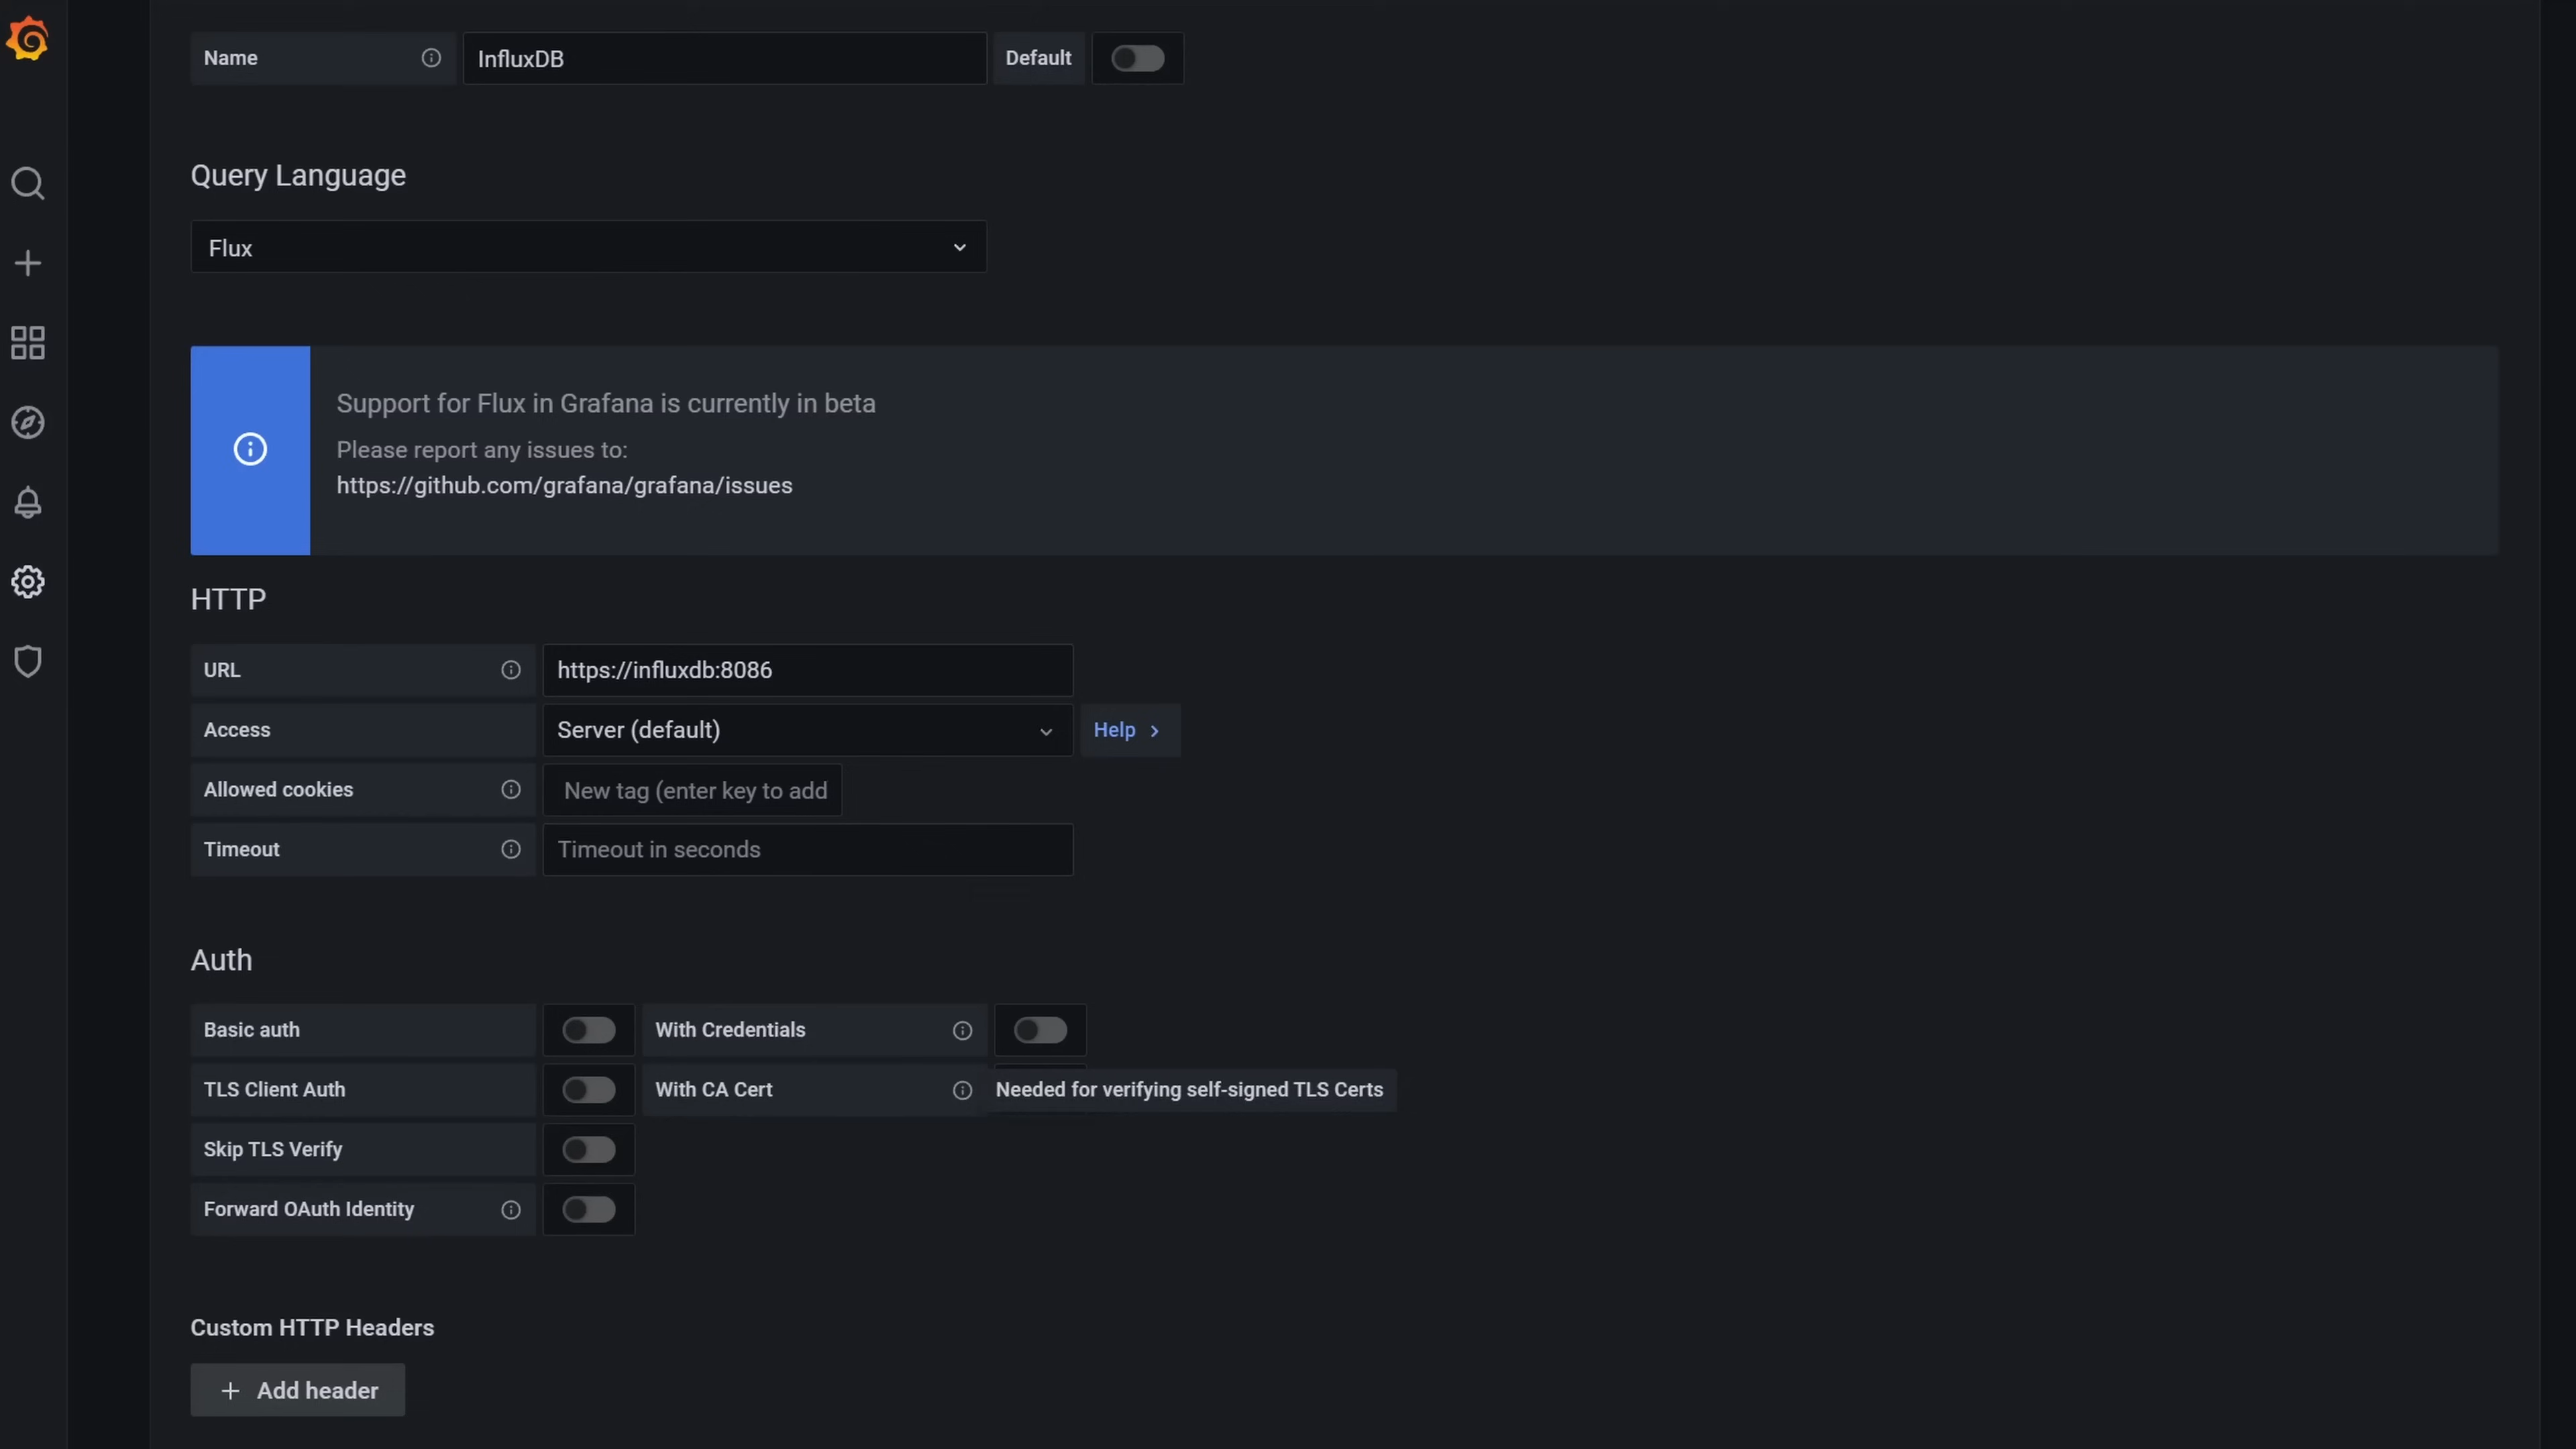 Name
InfluxDB
Default
Query Language
Flux
Support for Flux in Grafana is currently in beta
Please report any issues to:
https://github.com/grafana/grafana/issues
HTTP
URL
https://influxdb:8086
Access
Server (default)
Help
Allowed cookies
New tag (enter key to add
Timeout
Timeout in seconds
Auth
Basic auth
With Credentials
TLS Client Auth
With CA Cert
Needed for verifying self-signed TLS Certs
Skip TLS Verify
Forward OAuth Identity
Custom HTTP Headers
Add header